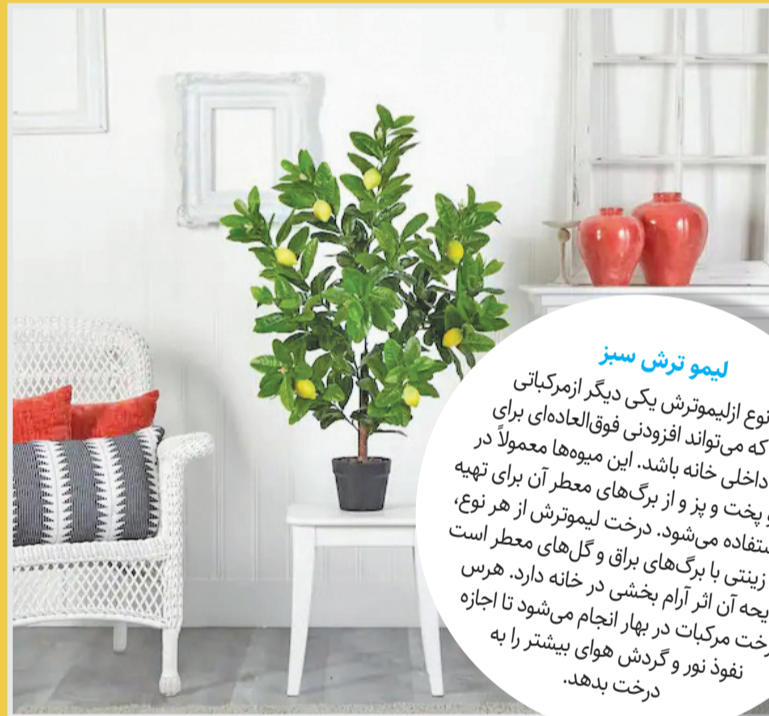 لیمو ترش سبز
نوع ازلیموترش یکی دیگر ازمرکباتی
که می‌تواند افزودنی فوق‌العاده‌ای برای
داخلی خانه باشد. این میوه‌ها معمولاً در
پخت و پز و از برگ‌های معطر آن برای تهیه
می‌شود. درخت لیموترش از هر نوع،
زینتی با برگ‌های براق و گل‌های معطر است
آن اثر آرام بخشی در خانه دارد. هرس
مرکبات در بهار انجام می‌شود تا اجازه
نفوذ نور و گردش هوای بیشتر را به
درخت بدهد.